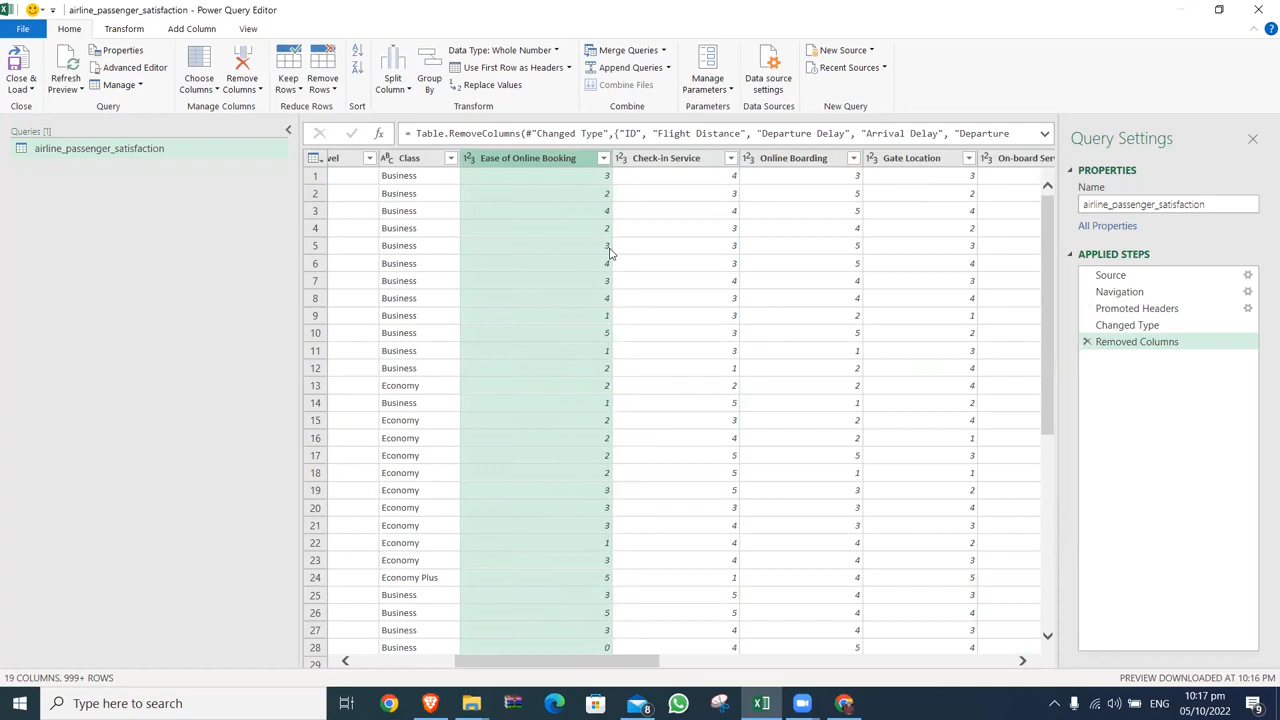 airline_passenger_satisfaction - Power Query Editor
File Home Transform Add Column View
Close & Load
Refresh Preview
Properties
Advanced Editor
Manage
Choose Columns
Remove Columns
Keep Rows
Remove Rows
Split Column
Group By
Data Type: Whole Number
Use First Row as Headers
Replace Values
Merge Queries
Append Queries
Combine Files
Manage Parameters
Data source settings
New Source
Recent Sources
Close Query Manage Columns Reduce Rows Sort Transform Combine Parameters Data Sources New Query
Queries [1]
airline_passenger_satisfaction
fx = Table.RemoveColumns(#"Changed Type",{"ID", "Flight Distance", "Departure Delay", "Arrival Delay", "Departure
vel Class Ease of Online Booking Check-in Service Online Boarding Gate Location On-board Ser
1 Business 3 4 3 3
2 Business 2 3 5 2
3 Business 4 4 5 4
4 Business 2 3 4 2
5 Business 3 3 5 3
6 Business 4 3 5 4
7 Business 3 4 4 3
8 Business 4 3 4 4
9 Business 1 3 2 1
10 Business 5 3 5 2
11 Business 1 3 1 3
12 Business 2 1 2 4
13 Economy 2 2 2 4
14 Business 1 5 1 2
15 Economy 2 3 2 4
16 Economy 2 4 2 1
17 Economy 2 5 5 3
18 Economy 2 5 1 1
19 Economy 3 5 3 2
20 Economy 3 3 3 4
21 Economy 3 4 3 3
22 Economy 1 4 4 2
23 Economy 3 4 4 3
24 Economy Plus 5 1 4 5
25 Business 3 5 4 3
26 Business 5 5 4 4
27 Business 3 4 4 3
28 Business 0 4 5 4
29
Query Settings
PROPERTIES
Name
airline_passenger_satisfaction
All Properties
APPLIED STEPS
Source
Navigation
Promoted Headers
Changed Type
Removed Columns
19 COLUMNS, 999+ ROWS
PREVIEW DOWNLOADED AT 10:16 PM
Type here to search
8
ENG
10:17 pm
05/10/2022
9